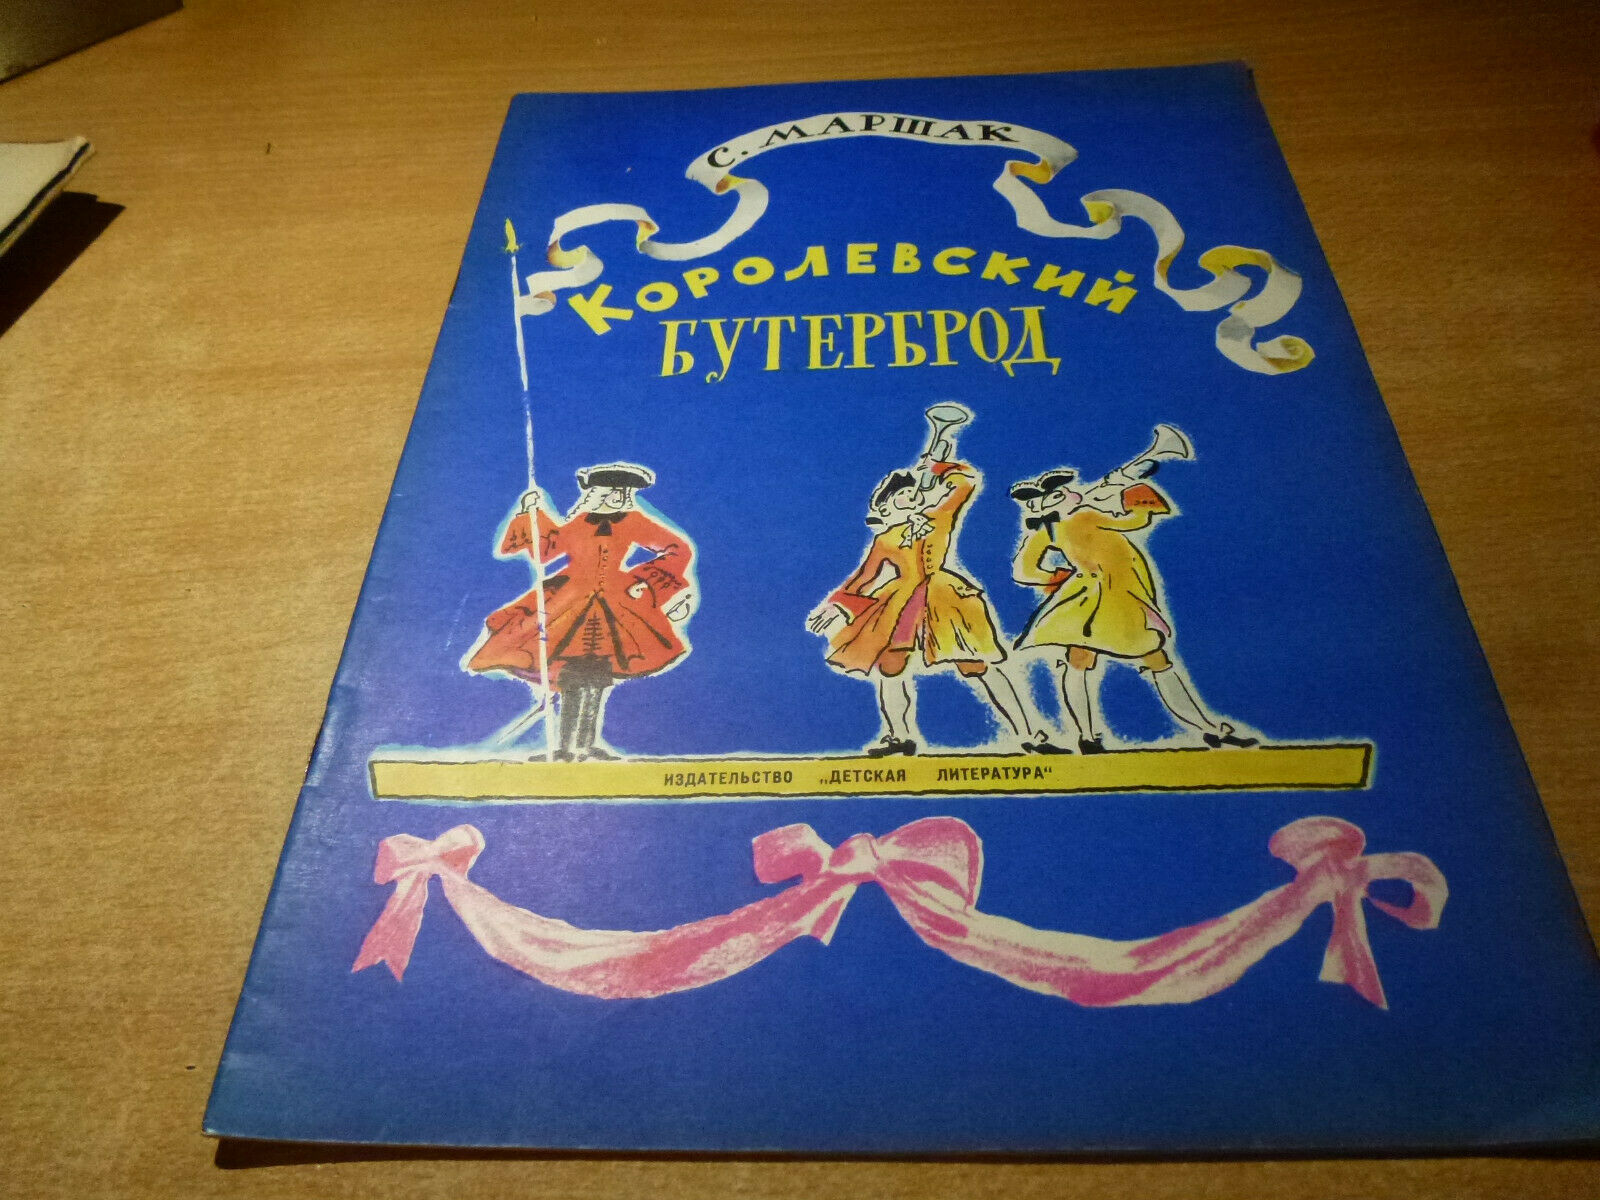 С. МАРШАК
КОРОЛЕВСКИЙ
БУТЕРБРОД
ИЗДАТЕЛЬСТВО „ДЕТСКАЯ ЛИТЕРАТУРА"